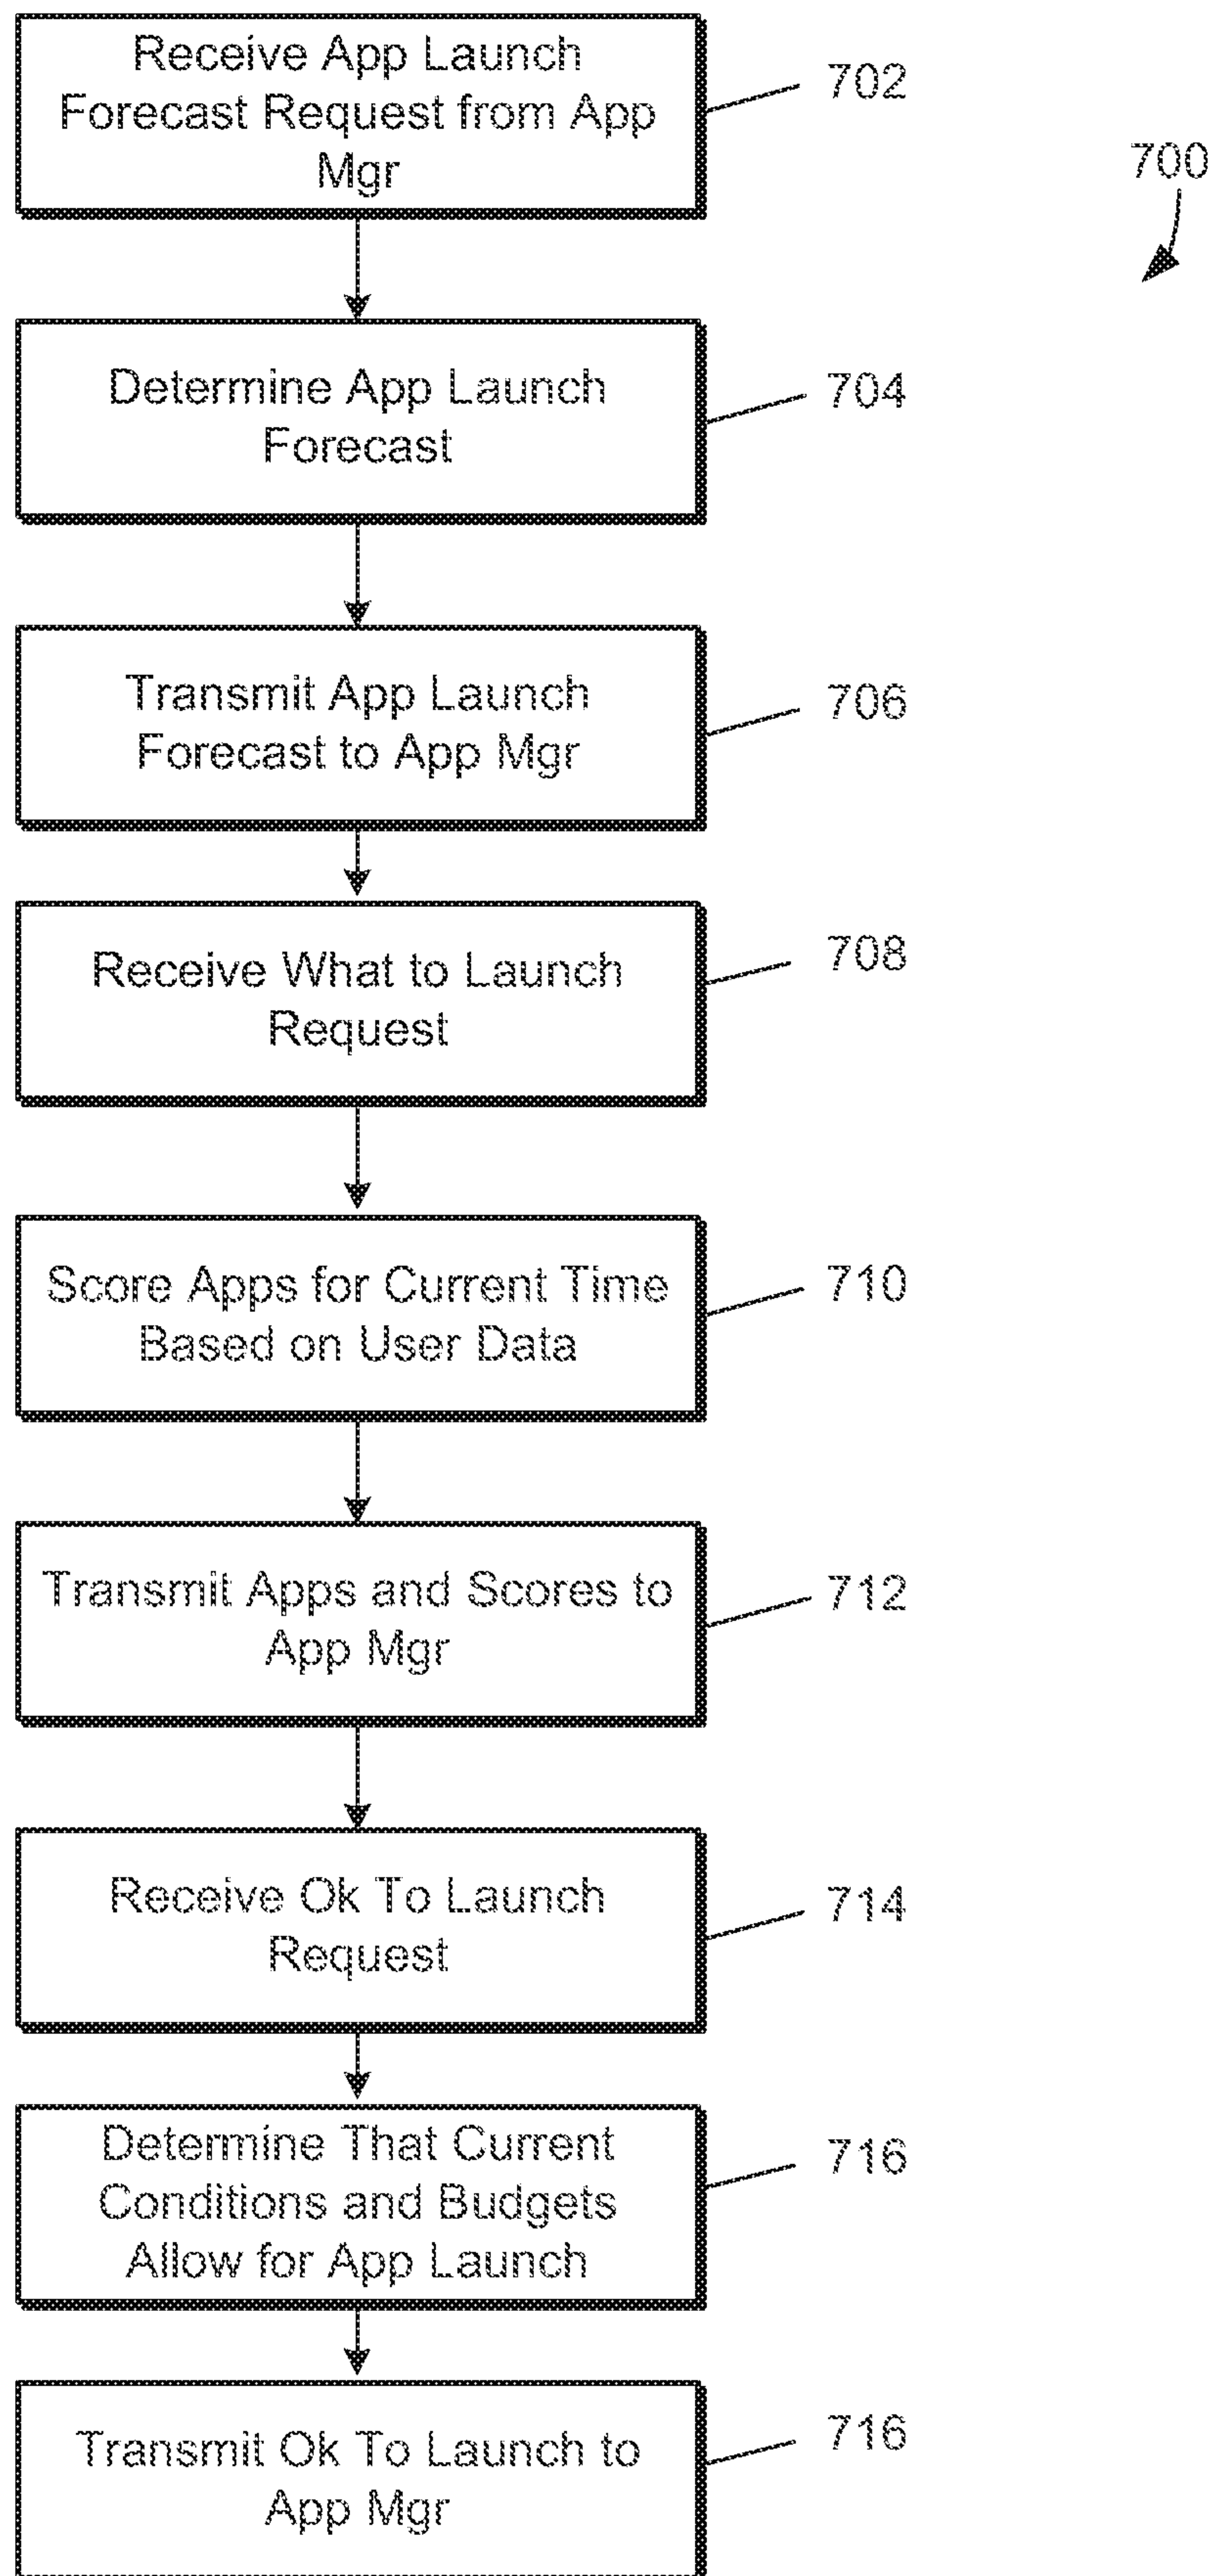 Receive App Launch
Forecast Request from App
Mgr
702
700
Determine App Launch
Forecast
704
Transmit App Launch
Forecast to App Mgr
706
Receive What to Launch
Request
708
Score Apps for Current Time
Based on User Data
710
Transmit Apps and Scores to
App Mgr
712
Receive Ok To Launch
Request
714
Determine That Current
Conditions and Budgets
Allow for App Launch
716
Transmit Ok To Launch to
App Mgr
716